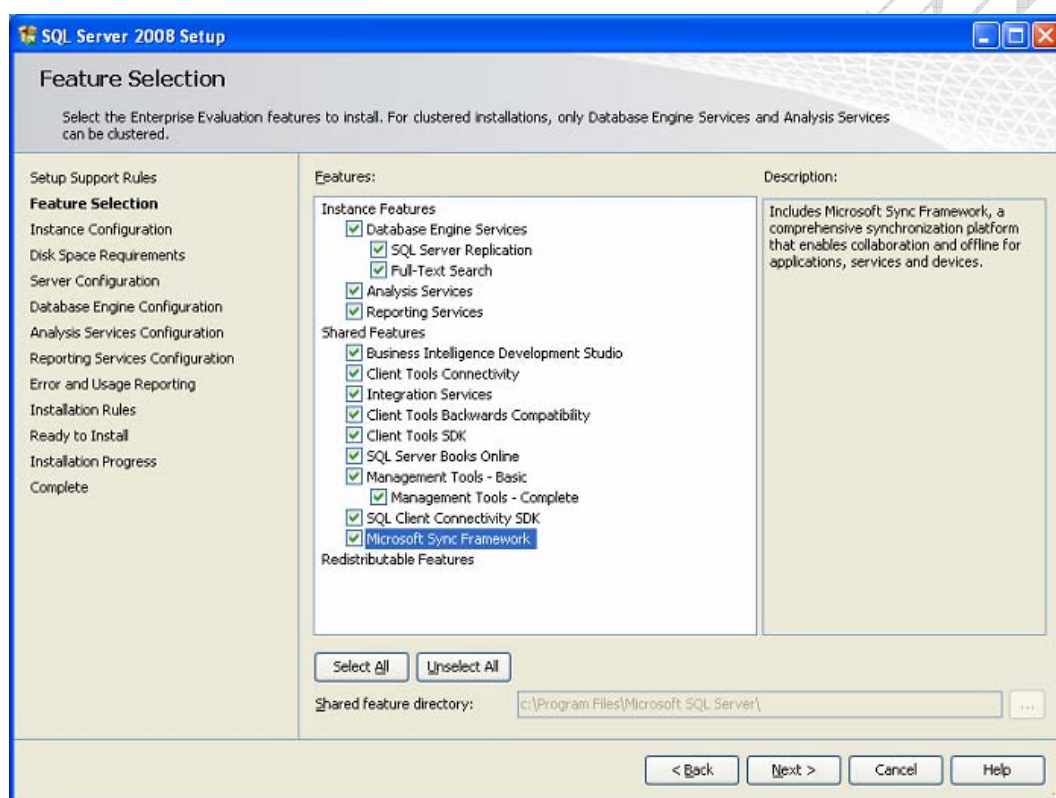 SQL Server 2008 Setup
Feature Selection
Select the Enterprise Evaluation features to install. For clustered installations, only Database Engine Services and Analysis Services
can be clustered.
Setup Support Rules
Feature Selection
Instance Configuration
Disk Space Requirements
Server Configuration
Database Engine Configuration
Analysis Services Configuration
Reporting Services Configuration
Error and Usage Reporting
Installation Rules
Ready to Install
Installation Progress
Complete
Features:
Instance Features
Database Engine Services
SQL Server Replication
Full-Text Search
Analysis Services
Reporting Services
Shared Features
Business Intelligence Development Studio
Client Tools Connectivity
Integration Services
Client Tools Backwards Compatibility
Client Tools SDK
SQL Server Books Online
Management Tools - Basic
Management Tools - Complete
SQL Client Connectivity SDK
Microsoft Sync Framework
Redistributable Features
Description:
Includes Microsoft Sync Framework, a
comprehensive synchronization platform
that enables collaboration and offline for
applications, services and devices.
Select All
Unselect All
Shared feature directory:
c:\Program Files\Microsoft SQL Server\
...
< Back
Next >
Cancel
Help